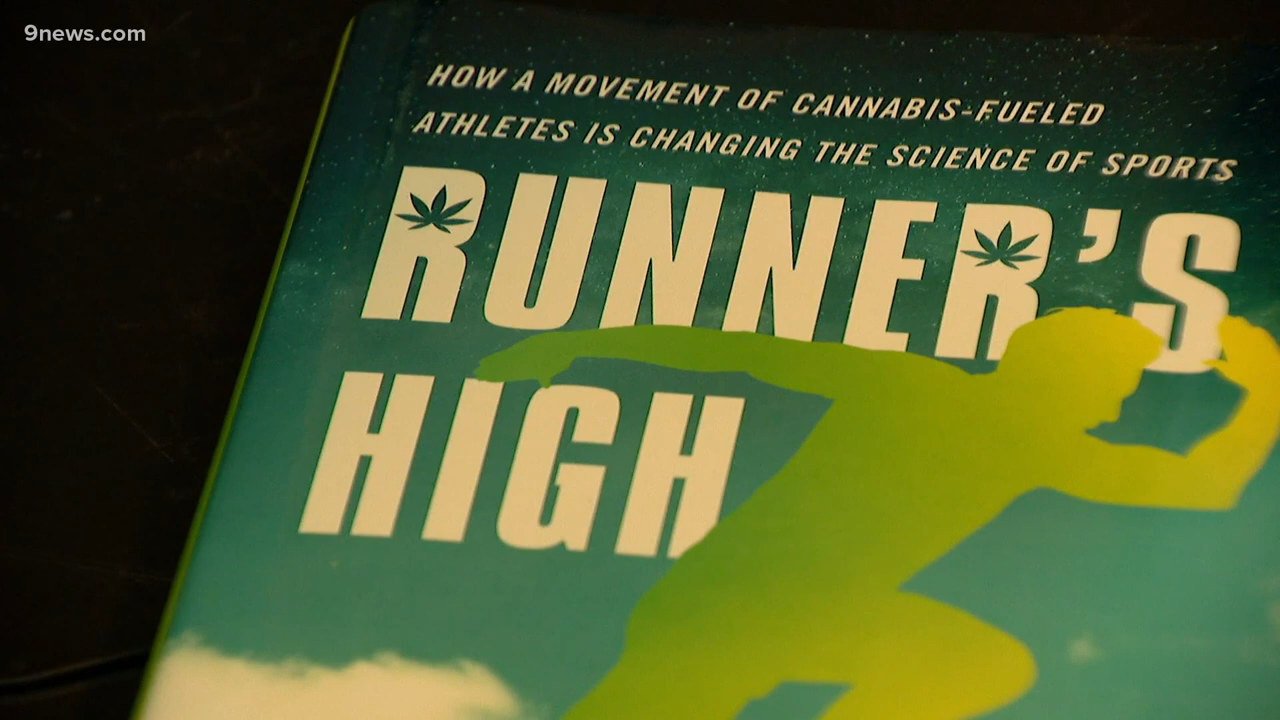 9news.com
HOW A MOVEMENT OF CANNABIS-FUELED
ATHLETES IS CHANGING THE SCIENCE OF SPORTS
RUNNER'S
HIGH